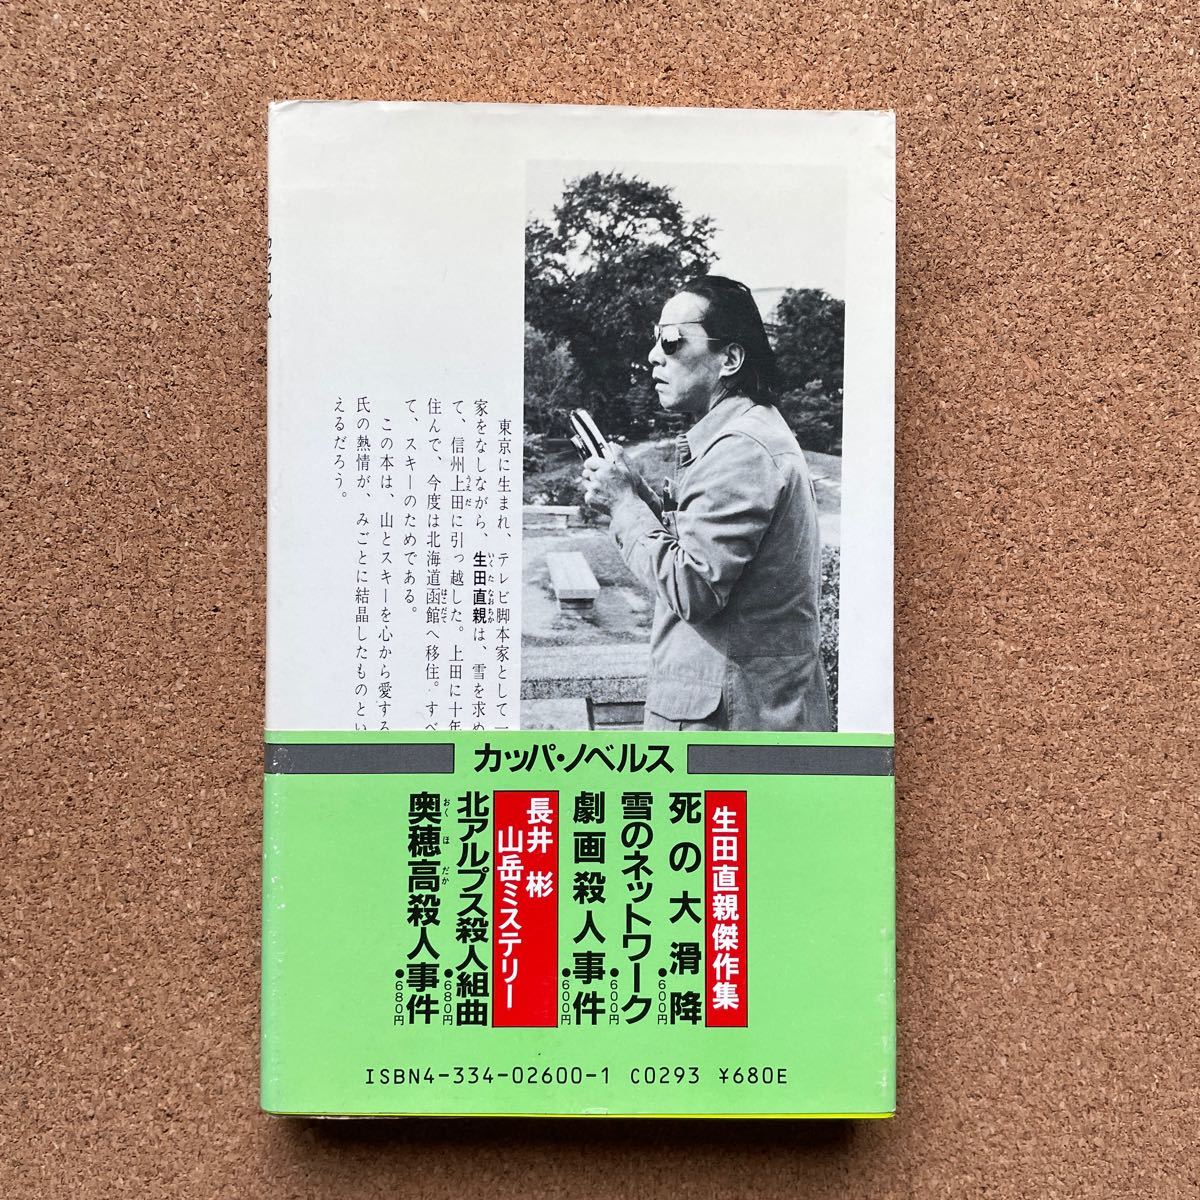 東京に生まれ、テレビ脚本家として一
家をなしながら、生田直親は、雪を求め
て、信州上田に引っ越した。上田に十年
住んで、今度は北海道函館へ移住。すべ
て、スキーのためである。
この本は、山とスキーを心から愛する
氏の熱情が、みごとに結晶したものとい
えるだろう。
カッパ・ノベルス
生田直親傑作集
死の大滑降 ●600円
雪のネットワーク ●600円
劇画殺人事件 ●600円
長井彬
山岳ミステリー
北アルプス殺人組曲 ●680円
奥穂高殺人事件 ●680円
ISBN4-334-02600-1 C0293 ¥680E